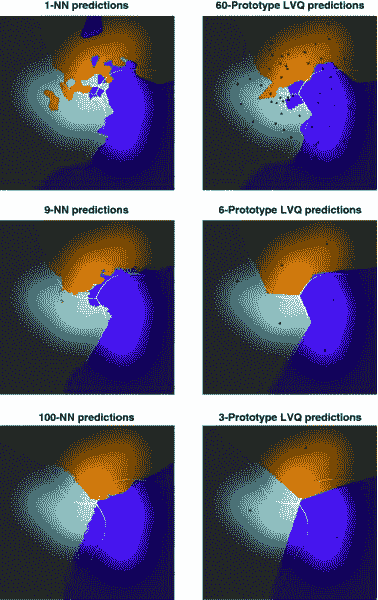 1-NN predictions
60-Prototype LVQ predictions
9-NN predictions
6-Prototype LVQ predictions
100-NN predictions
3-Prototype LVQ predictions